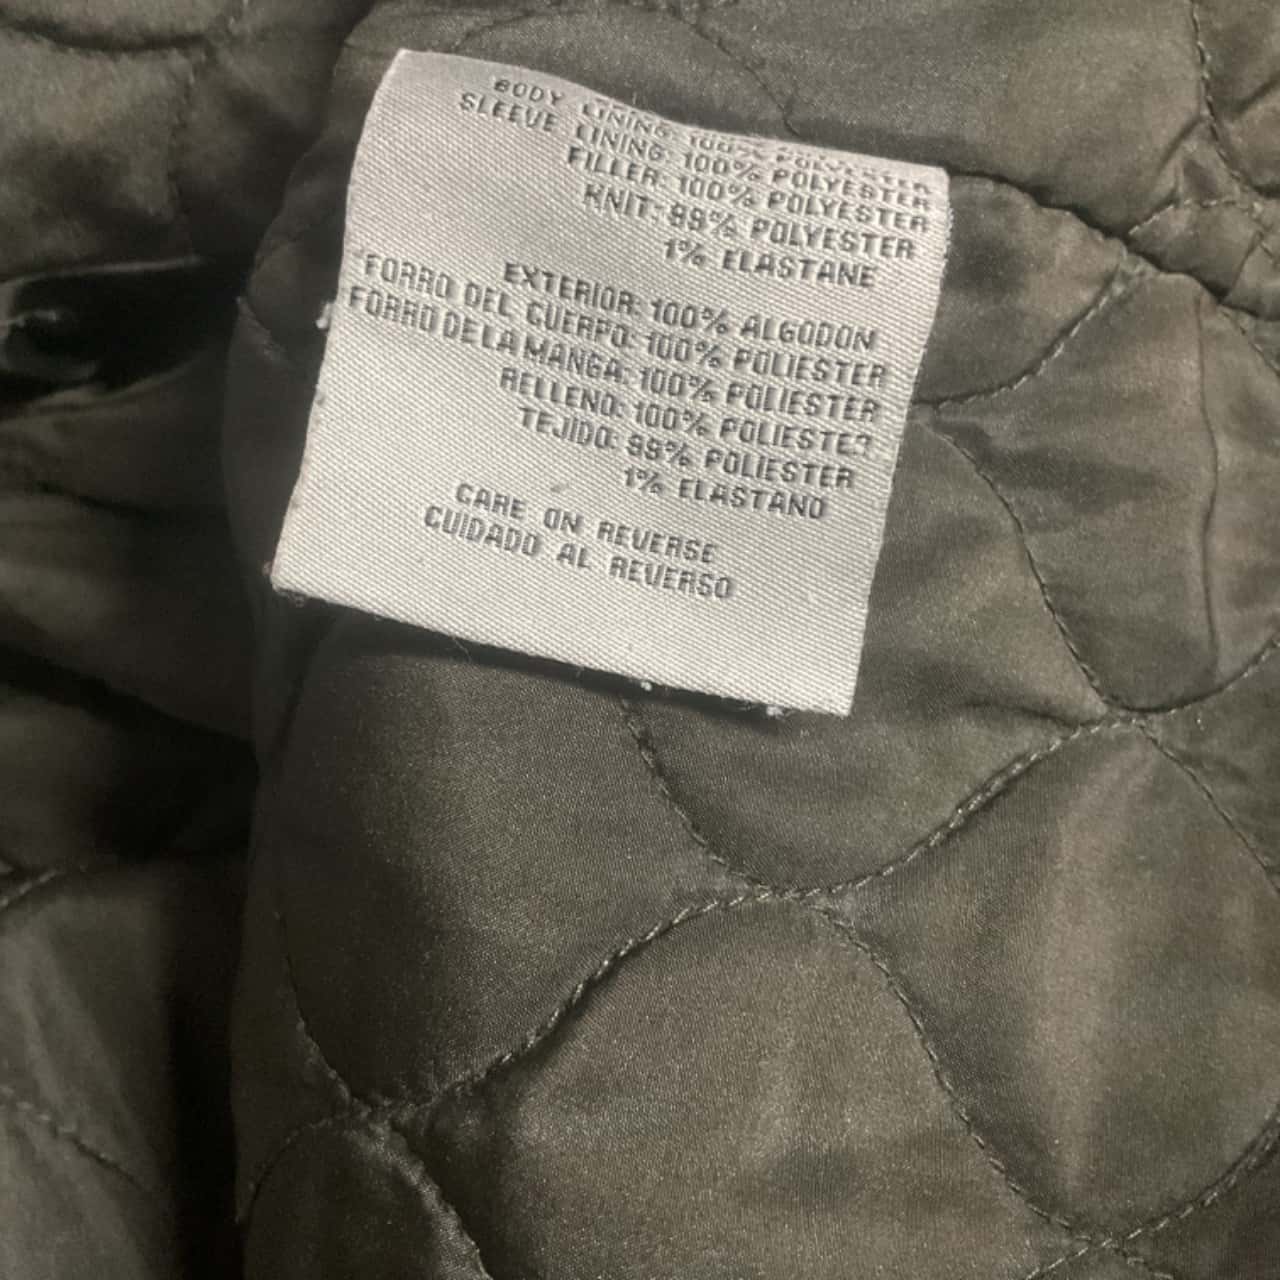 BODY LINING: 100% POLYESTER
SLEEVE LINING: 100% POLYESTER
FILLER: 100% POLYESTER
KNIT: 99% POLYESTER
1% ELASTANE
EXTERIOR: 100% ALGODON
FORRO DEL CUERPO: 100% POLIESTER
FORRO DE LA MANGA: 100% POLIESTER
RELLENO: 100% POLIESTER
TEJIDO: 99% POLIESTER
1% ELASTANO
CARE ON REVERSE
CUIDADO AL REVERSO